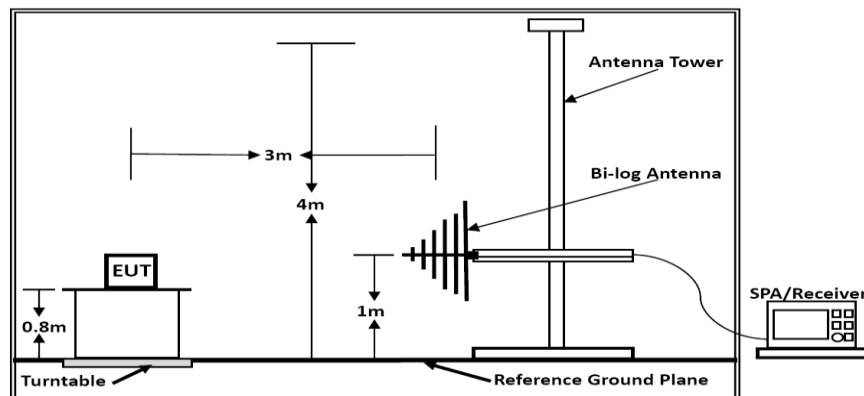 Antenna Tower
3m
Bi-log Antenna
4m
EUT
SPA/Receiver
0.8m
1m
Turntable
Reference Ground Plane